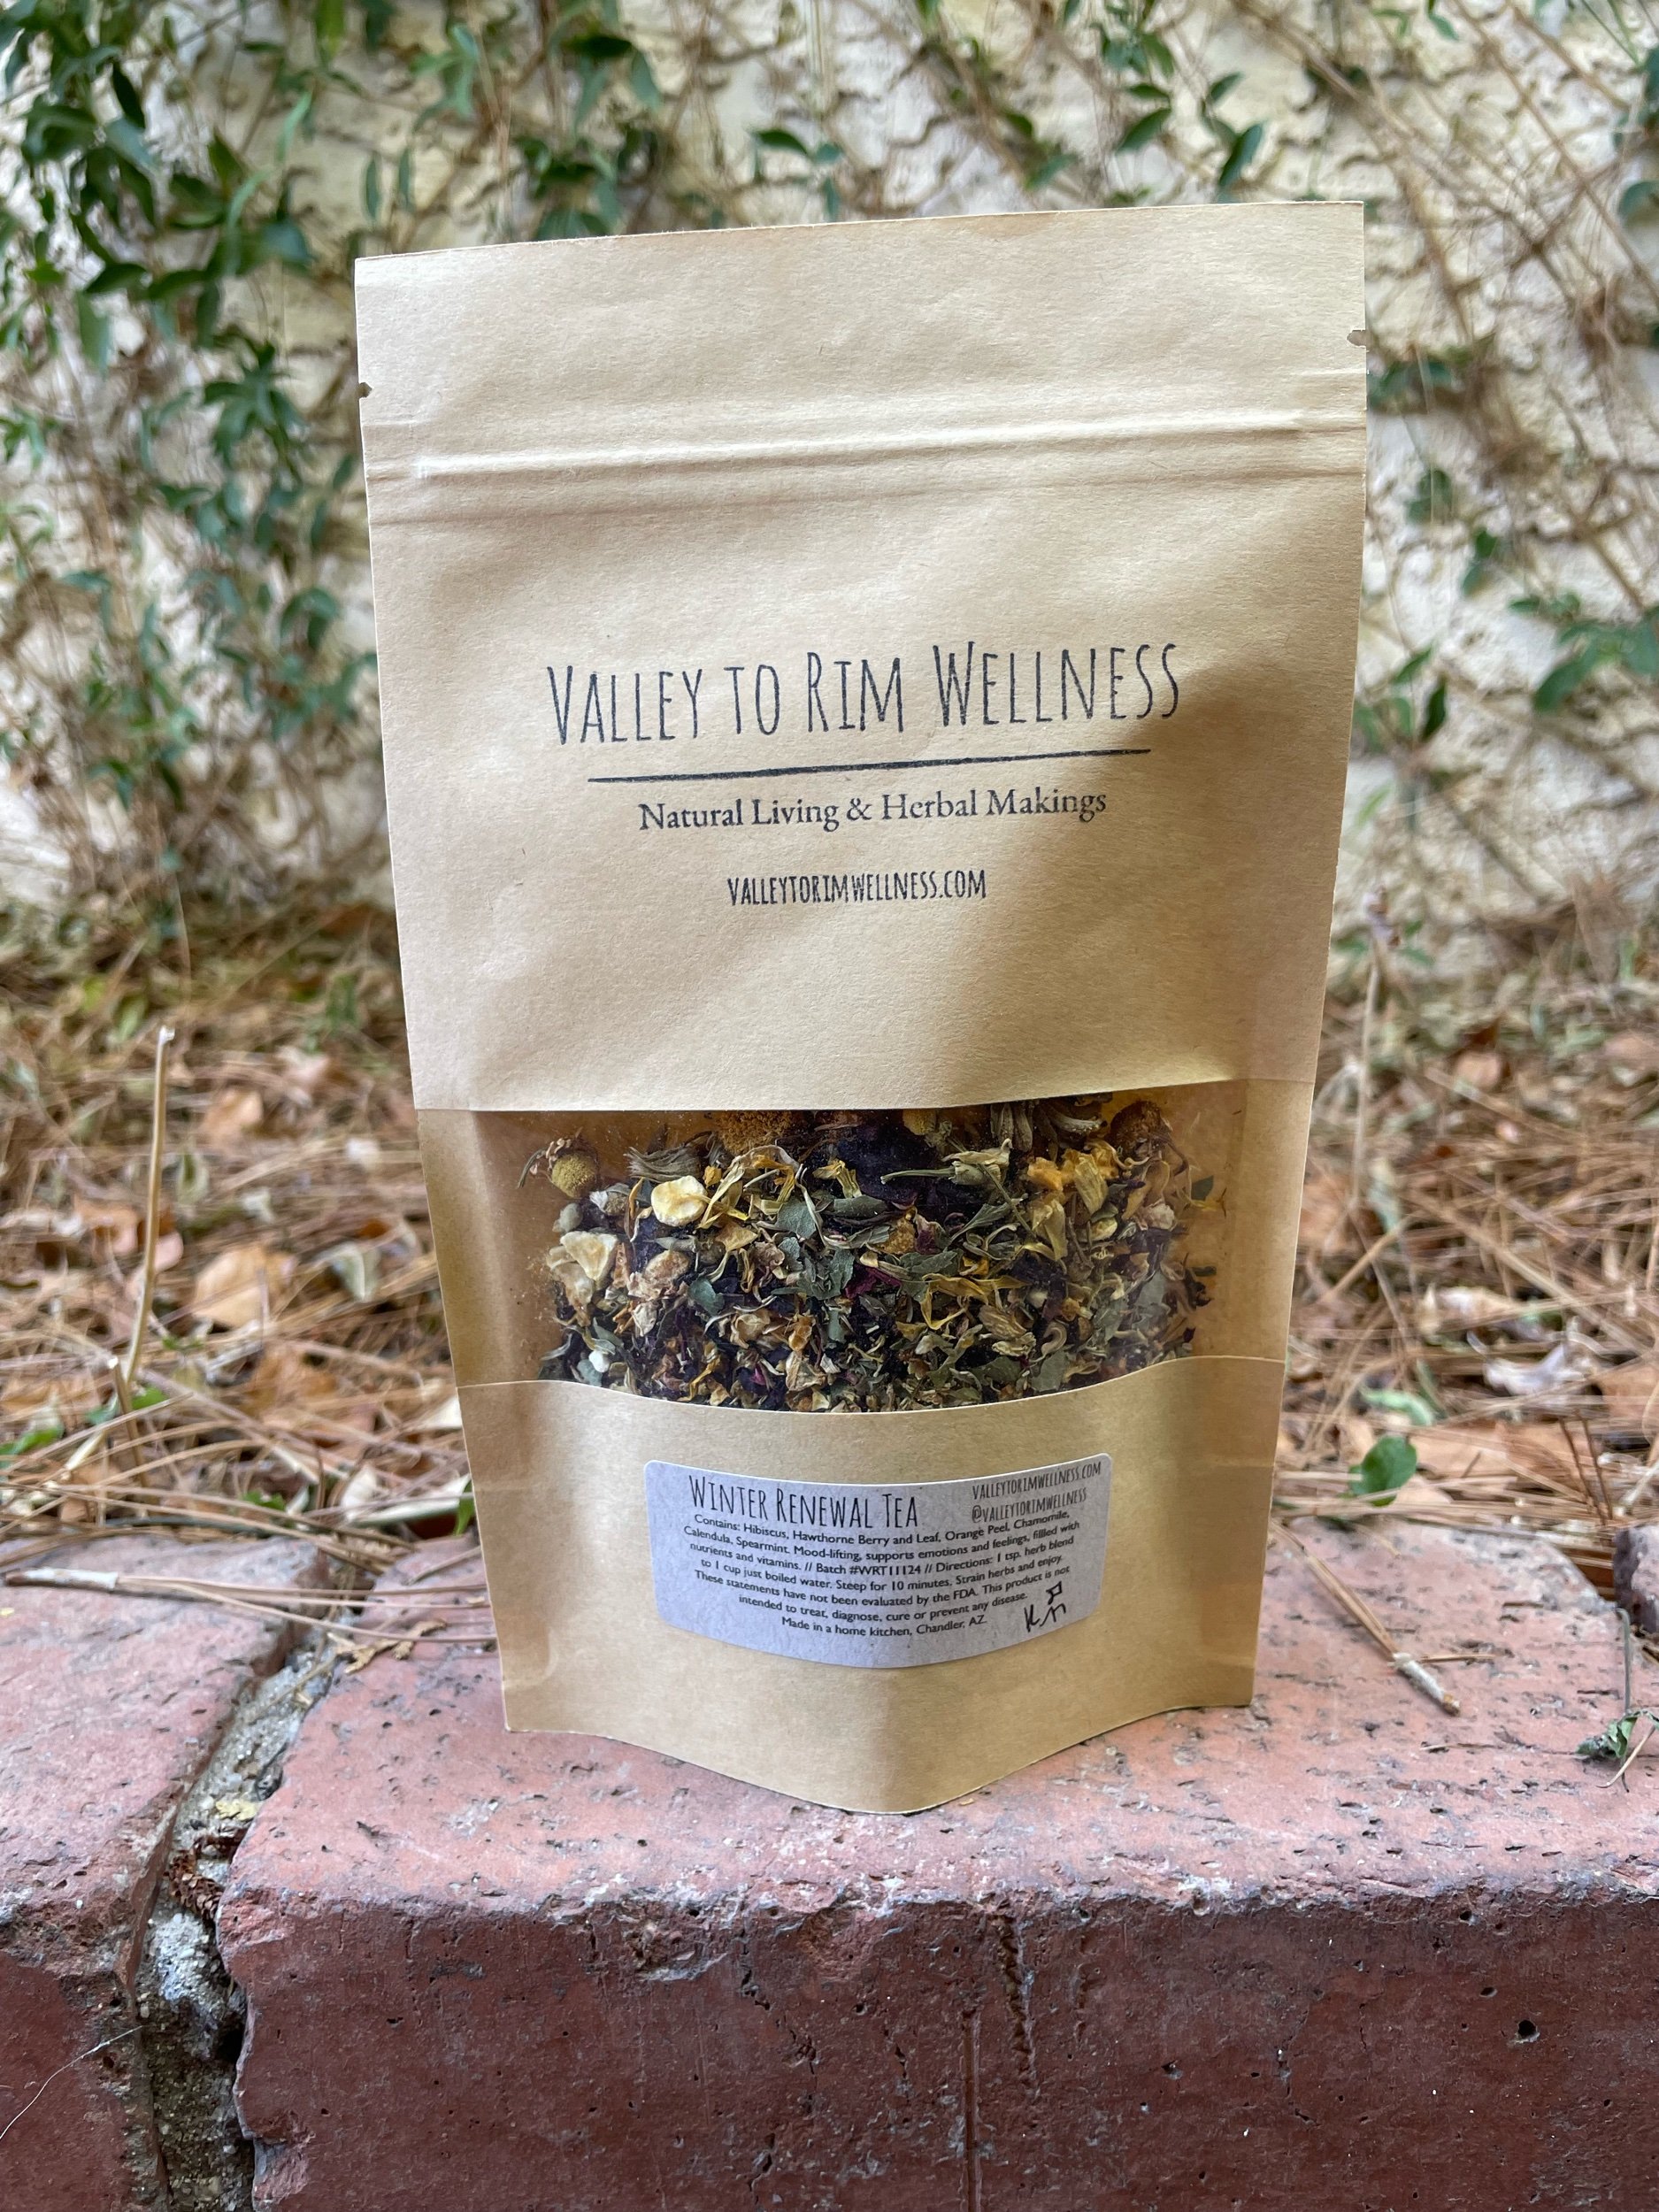 VALLEY TO RIM WELLNESS
Natural Living & Herbal Makings
VALLEYTORIMWELLNESS.COM
WINTER RENEWAL TEA
VALLEYTORIMWELLNESS.COM
@VALLEYTORIMWELLNESS
Contains: Hibiscus, Hawthorne Berry and Leaf, Orange Peel, Chamomile,
Calendula, Spearmint. Mood-lifting, supports emotions and feelings, filled with
nutrients and vitamins. // Batch #WRT11124 // Directions: 1 tsp. herb blend
to 1 cup just boiled water. Steep for 10 minutes. Strain herbs and enjoy.
These statements have not been evaluated by the FDA. This product is not
intended to treat, diagnose, cure or prevent any disease.
Made in a home kitchen, Chandler, AZ.